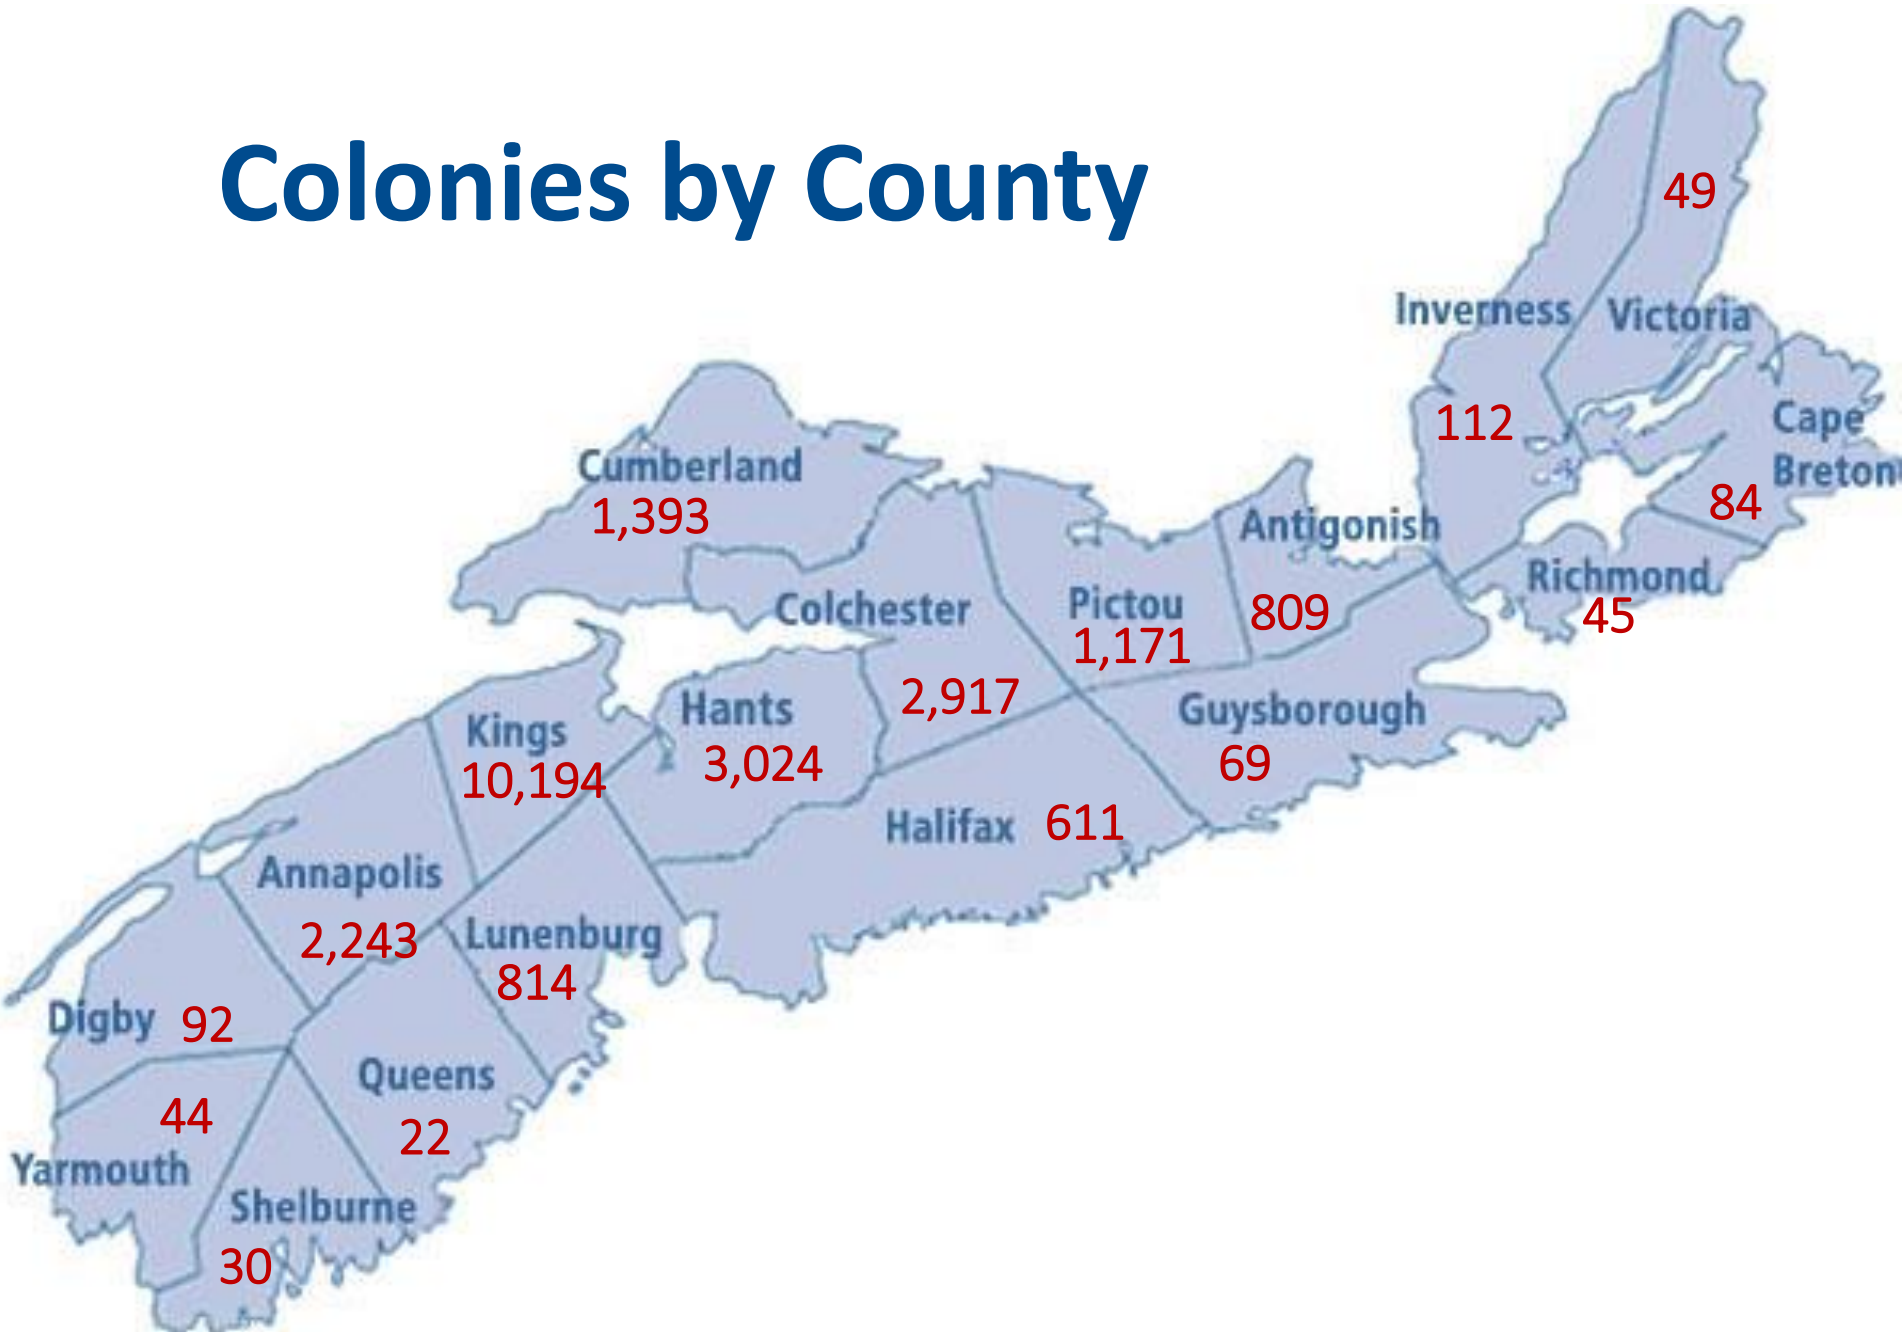 Colonies by County
49
Inverness
Victoria
112
Cape
Breton
84
Cumberland
1,393
Antigonish
809
Richmond
45
Colchester
2,917
Pictou
1,171
Guysborough
69
Kings
10,194
Hants
3,024
Halifax 611
Annapolis
2,243
Lunenburg
814
Digby 92
Queens
22
44
Yarmouth
Shelburne
30